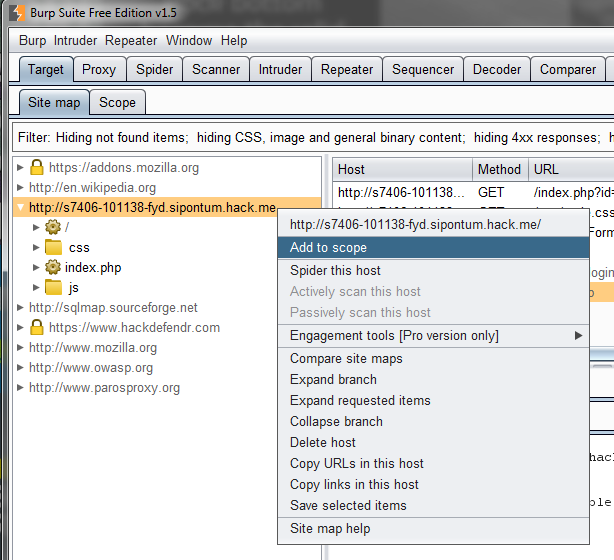 Burp Suite Free Edition v1.5
Burp Intruder Repeater Window Help
Target Proxy Spider Scanner Intruder Repeater Sequencer Decoder Comparer
Site map Scope
Filter: Hiding not found items; hiding CSS, image and general binary content; hiding 4xx responses; h
https://addons.mozilla.org
http://en.wikipedia.org
http://s7406-101138-fyd.sipontum.hack.me
/
css
index.php
js
http://sqlmap.sourceforge.net
https://www.hackdefendr.com
http://www.mozilla.org
http://www.owasp.org
http://www.parosproxy.org
Host Method URL
http://s7406-101138... GET /index.php?id=
.css
Form
login
p
http://s7406-101138-fyd.sipontum.hack.me/
Add to scope
Spider this host
Actively scan this host
Passively scan this host
Engagement tools [Pro version only]
Compare site maps
Expand branch
Expand requested items
Collapse branch
Delete host
Copy URLs in this host
Copy links in this host
Save selected items
Site map help
hac
ble